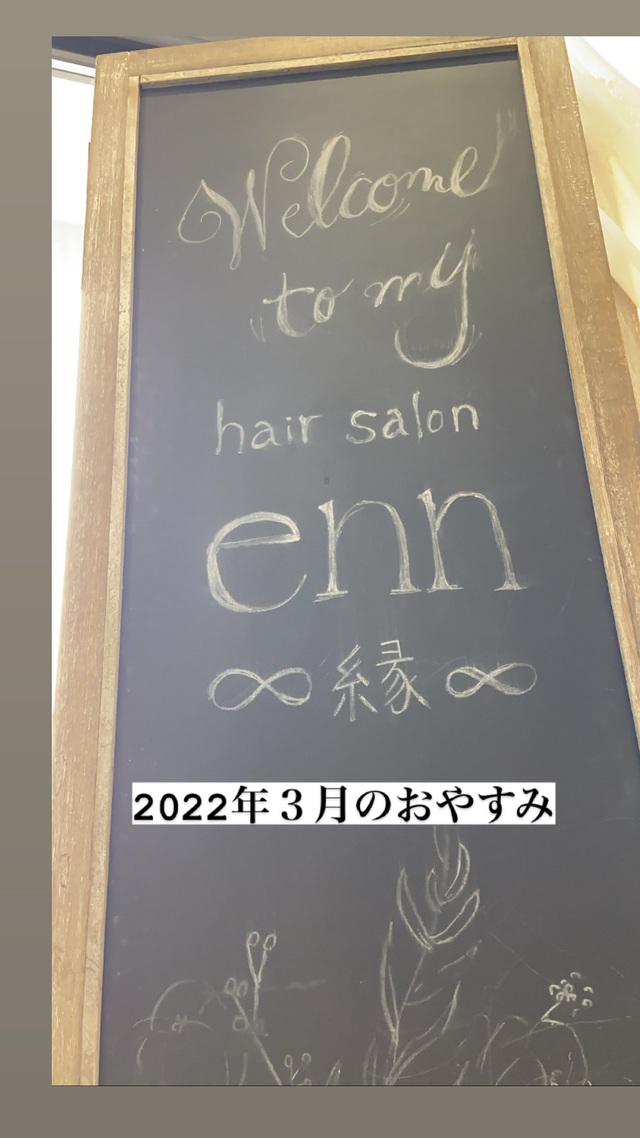 Welcome
to my
hair salon
enn
∞ 縁 ∞
2022年３月のおやすみ